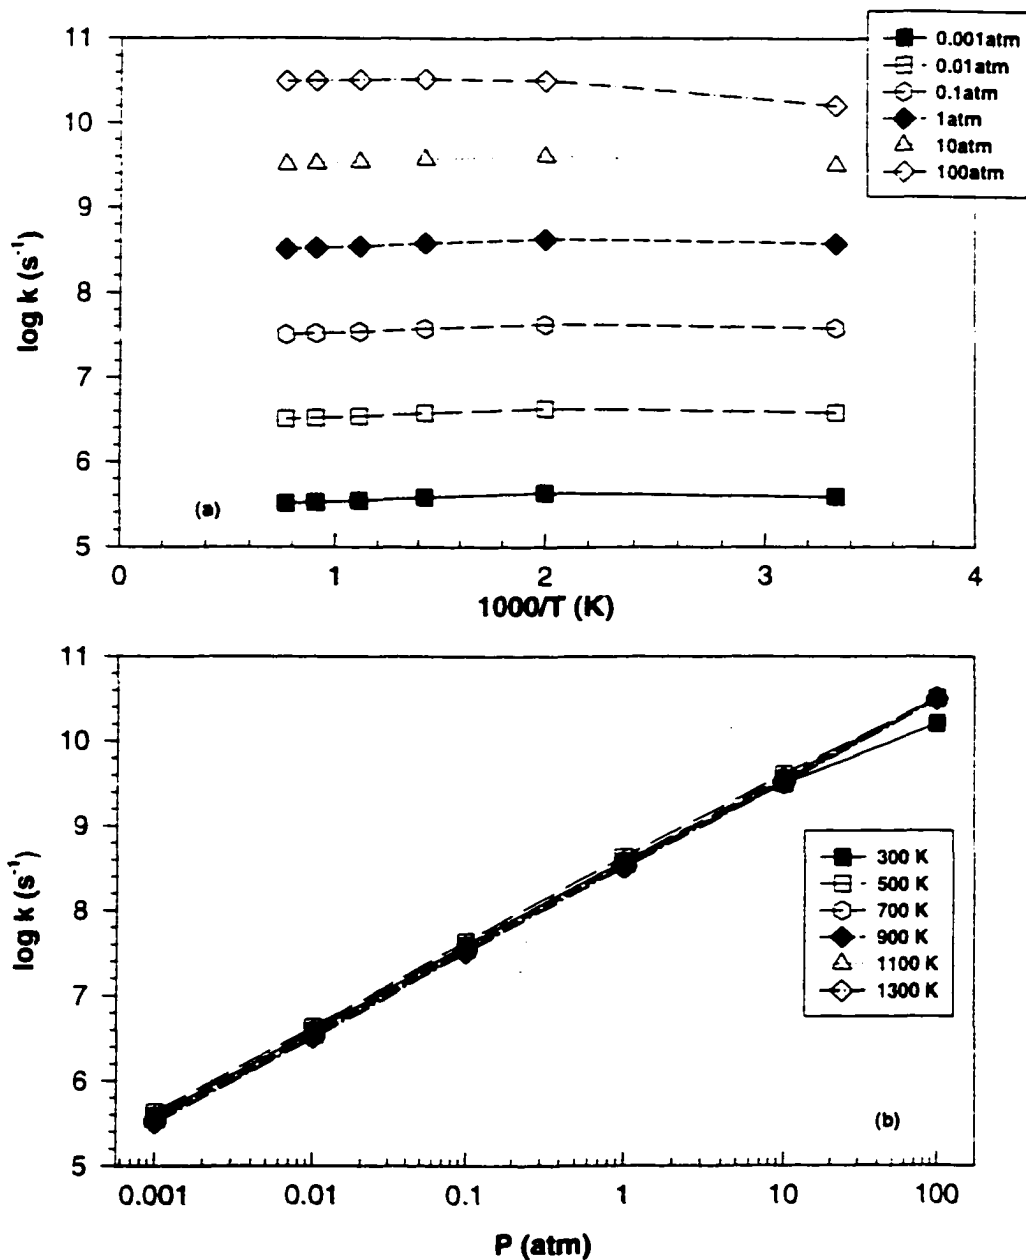 11
10
9
8
7
6
5
log k (s⁻¹)
0.001atm
0.01atm
0.1atm
1atm
10atm
100atm
(a)
0
1
2
3
4
1000/T (K)
11
10
9
8
7
6
5
log k (s⁻¹)
300 K
500 K
700 K
900 K
1100 K
1300 K
(b)
0.001
0.01
0.1
1
10
100
P (atm)